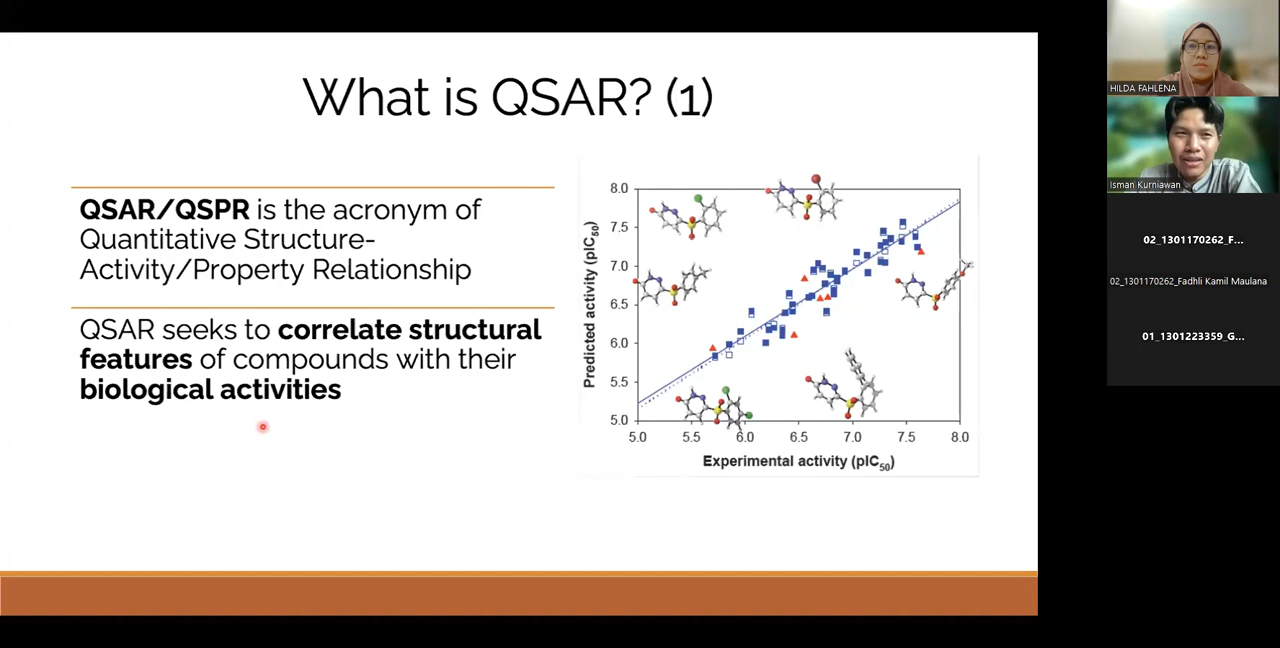 What is QSAR? (1)
QSAR/QSPR is the acronym of
Quantitative Structure-
Activity/Property Relationship
QSAR seeks to correlate structural
features of compounds with their
biological activities
8.0
7.5
7.0
6.5
6.0
5.5
5.0
Predicted activity (pIC50)
5.0 5.5 6.0 6.5 7.0 7.5 8.0
Experimental activity (pIC50)
HILDA FAHLENA
Isman Kurniawan
02_1301170262_F...
02_1301170262_Fadhli Kamil Maulana
01_1301223359_G...